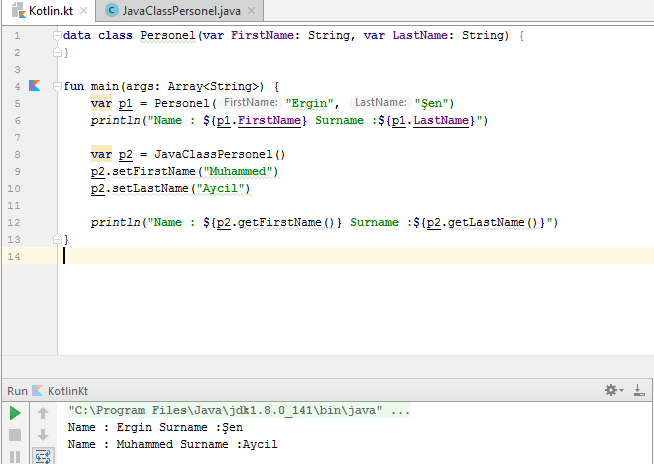 Kotlin.kt JavaClassPersonel.java
1 data class Personel(var FirstName: String, var LastName: String) {
2 }
3
4 fun main(args: Array<String>) {
5 var p1 = Personel( FirstName: "Ergin", LastName: "Şen")
6 println("Name : ${p1.FirstName} Surname :${p1.LastName}")
7
8 var p2 = JavaClassPersonel()
9 p2.setFirstName("Muhammed")
10 p2.setLastName("Aycil")
11
12 println("Name : ${p2.getFirstName()} Surname :${p2.getLastName()}")
13 }
14
Run KotlinKt
"C:\Program Files\Java\jdk1.8.0_141\bin\java" ...
Name : Ergin Surname :Şen
Name : Muhammed Surname :Aycil